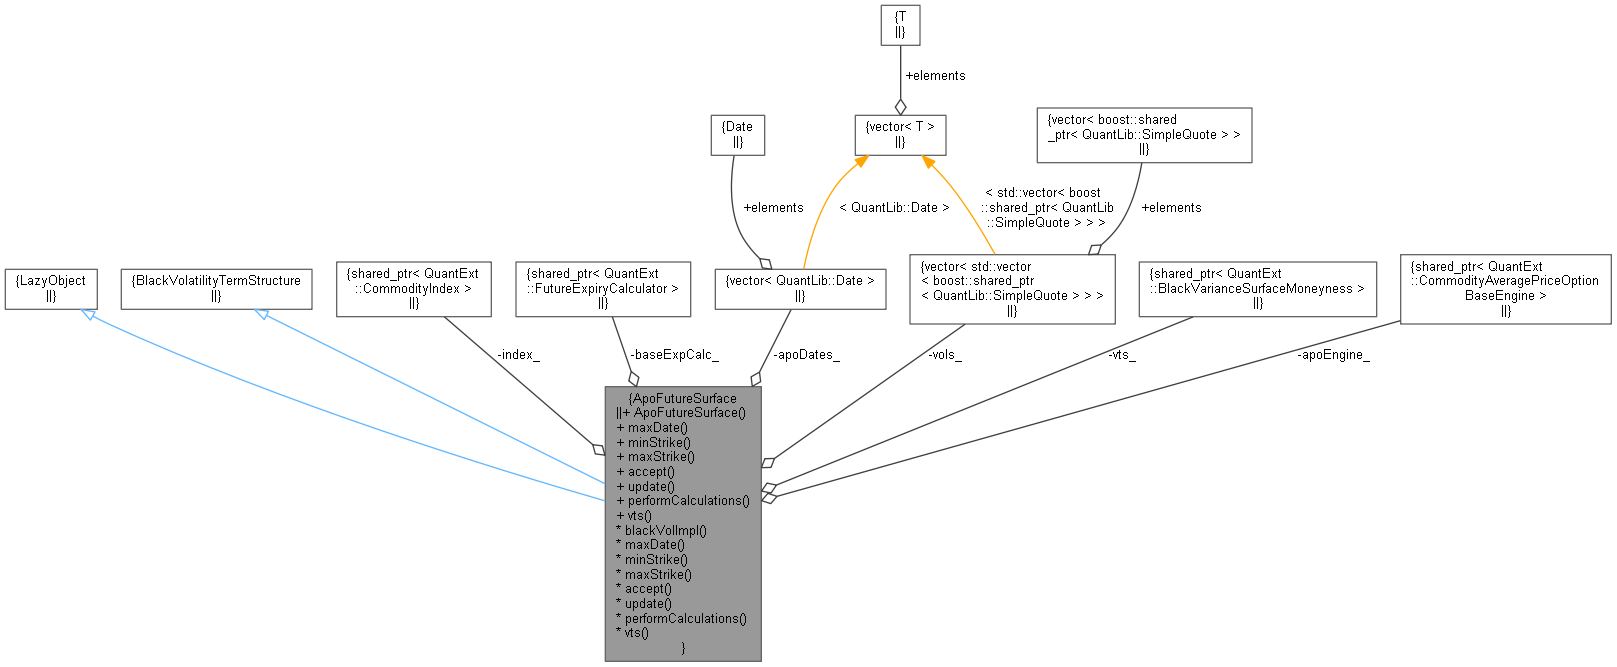 {T
||}
+elements
{Date
||}
{vector< T >
||}
{vector< boost::shared
_ptr< QuantLib::SimpleQuote > >
||}
+elements
< QuantLib::Date >
< std::vector< boost
::shared_ptr< QuantLib
::SimpleQuote > > >
+elements
{LazyObject
||}
{BlackVolatilityTermStructure
||}
{shared_ptr< QuantExt
::CommodityIndex >
||}
{shared_ptr< QuantExt
::FutureExpiryCalculator >
||}
{vector< QuantLib::Date >
||}
{vector< std::vector
< boost::shared_ptr
< QuantLib::SimpleQuote > > >
||}
{shared_ptr< QuantExt
::BlackVarianceSurfaceMoneyness >
||}
{shared_ptr< QuantExt
::CommodityAveragePriceOption
BaseEngine >
||}
-index_
-baseExpCalc_
-apoDates_
-vols_
-vts_
-apoEngine_
{ApoFutureSurface
||+ ApoFutureSurface()
+ maxDate()
+ minStrike()
+ maxStrike()
+ accept()
+ update()
+ performCalculations()
+ vts()
* blackVolImpl()
* maxDate()
* minStrike()
* maxStrike()
* accept()
* update()
* performCalculations()
* vts()
}